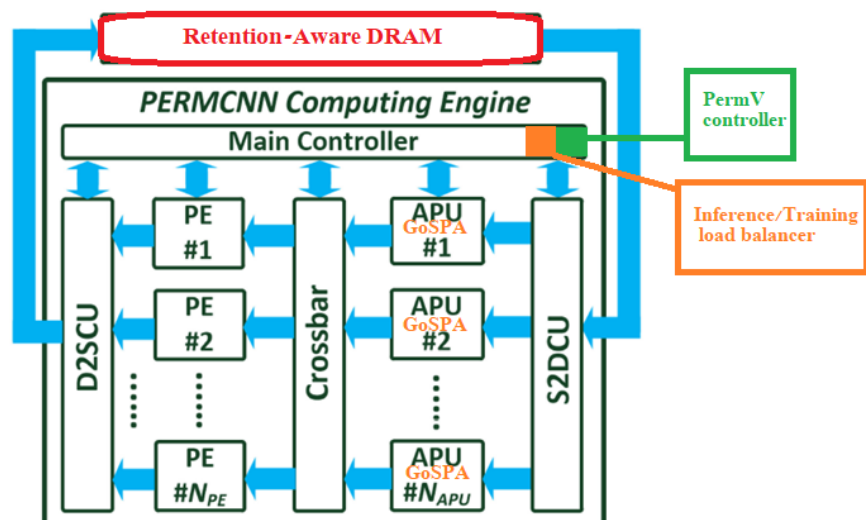 Retention-Aware DRAM
PERMCNN Computing Engine
Main Controller
PermV
controller
Inference/Training
load balancer
D2SCU
PE
#1
PE
#2
PE
#N_PE
Crossbar
APU
GoSPA
#1
APU
GoSPA
#2
APU
GoSPA
#N_APU
S2DCU